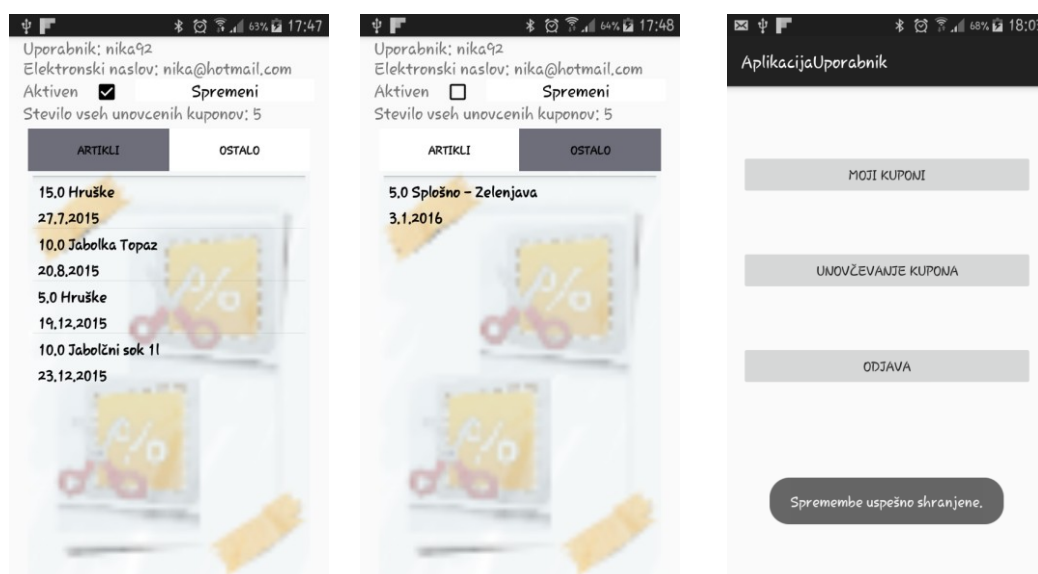 63% 17:47
Uporabnik: nika92
Elektronski naslov: nika@hotmail.com
Aktiven Spremeni
Stevilo vseh unovcenih kuponov: 5
ARTIKLI OSTALO
15.0 Hruške
27.7.2015
10.0 Jabolka Topaz
20.8.2015
5.0 Hruške
19.12.2015
10.0 Jabolčni sok 1l
23.12.2015
64% 17:48
Uporabnik: nika92
Elektronski naslov: nika@hotmail.com
Aktiven Spremeni
Stevilo vseh unovcenih kuponov: 5
ARTIKLI OSTALO
5.0 Splošno – Zelenjava
3.1.2016
68%
AplikacijaUporabnik
MOJI KUPONI
UNOVČEVANJE KUPONA
ODJAVA
Spremembe uspešno shranjene.